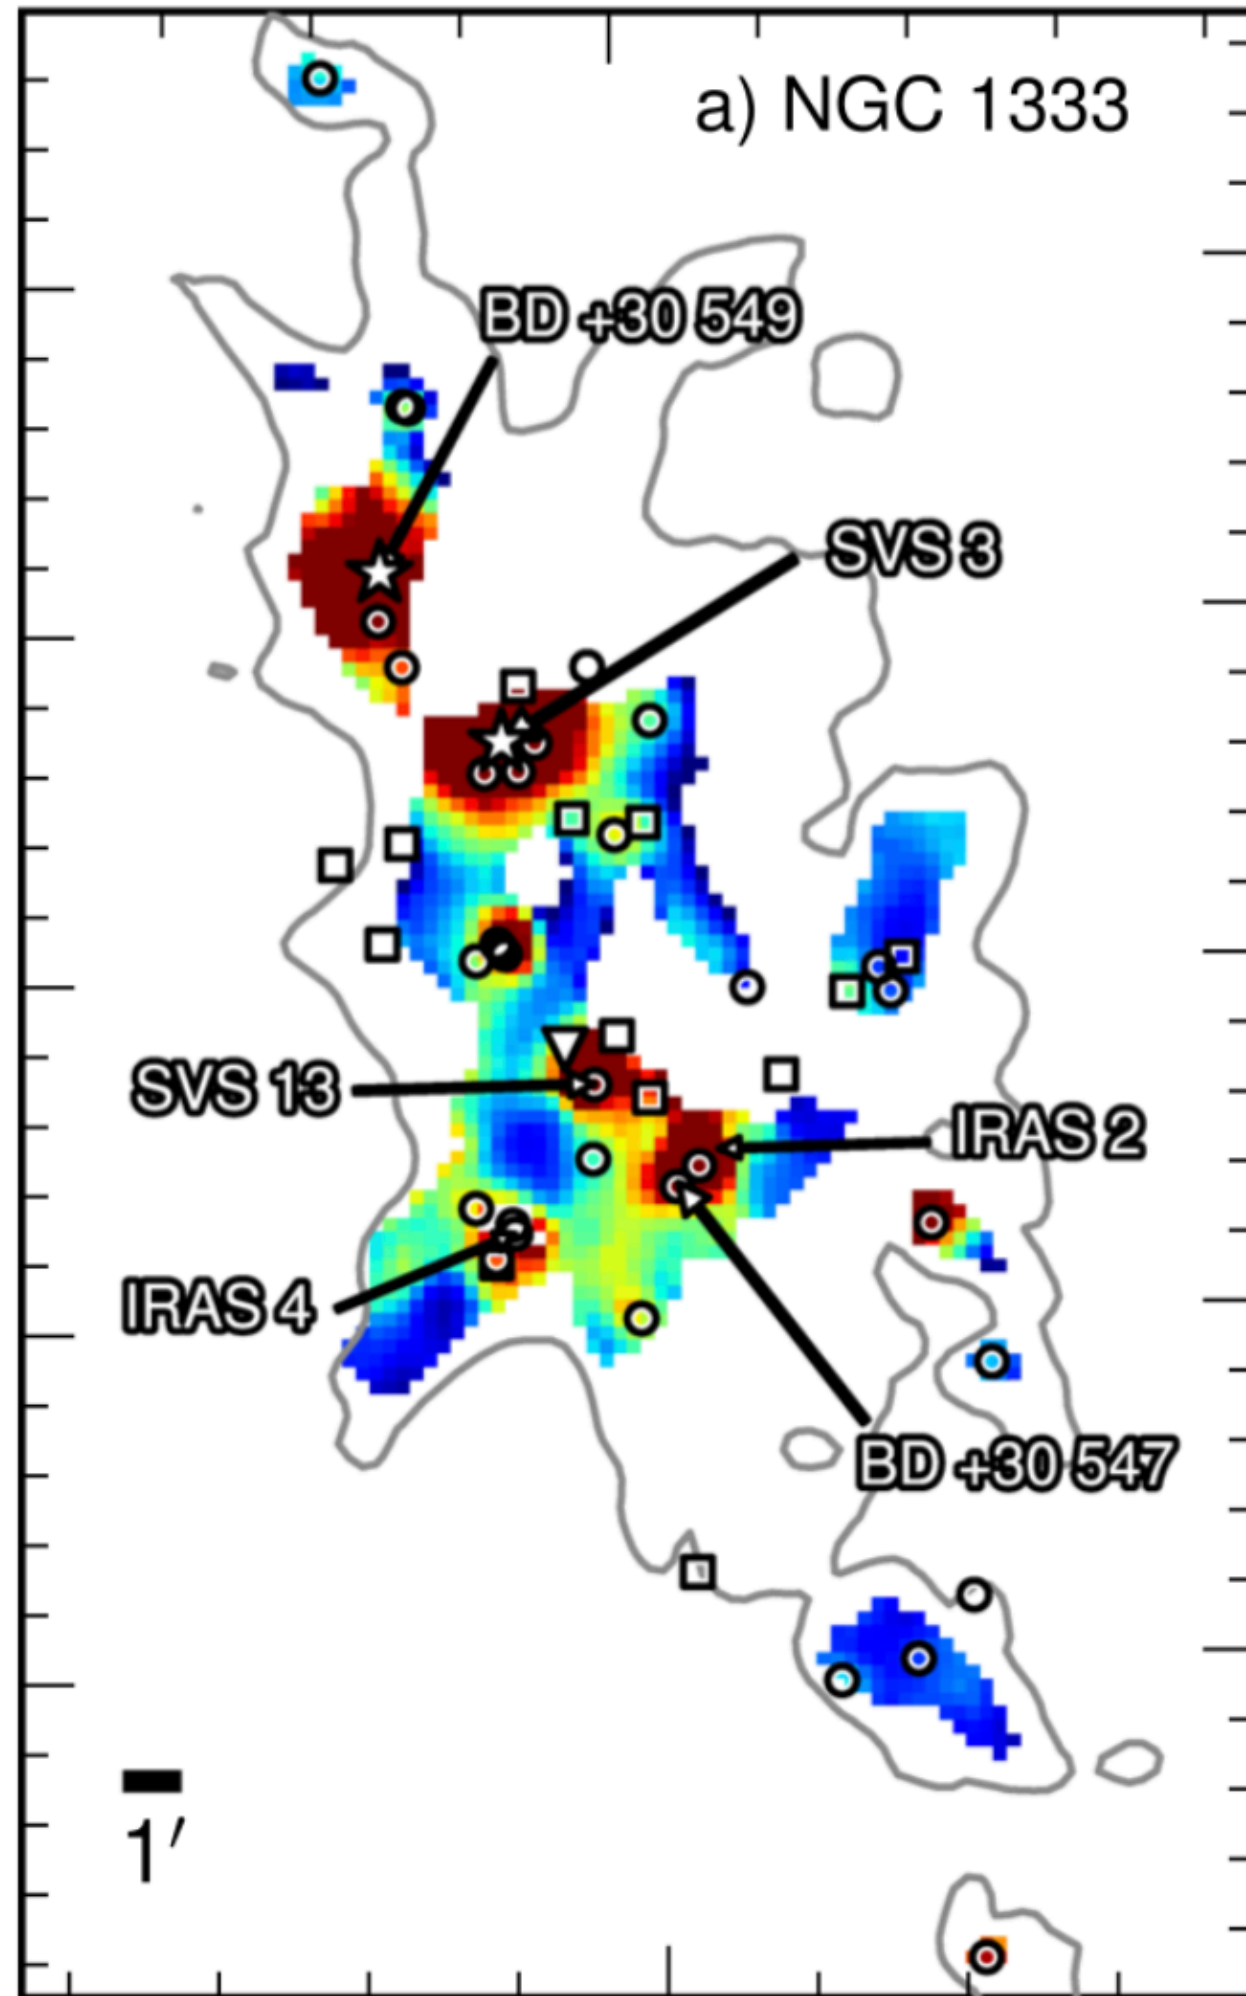 a) NGC 1333
BD +30 549
SVS 3
SVS 13
IRAS 2
IRAS 4
BD +30 547
1′